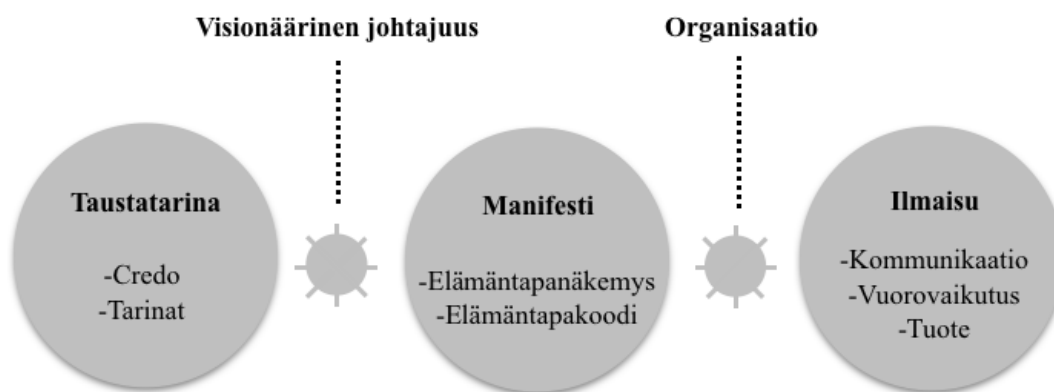 Visionäärinen johtajuus
Organisaatio
Taustatarina
-Credo
-Tarinat
Manifesti
-Elämäntapanäkemys
-Elämäntapakoodi
Ilmaisu
-Kommunikaatio
-Vuorovaikutus
-Tuote